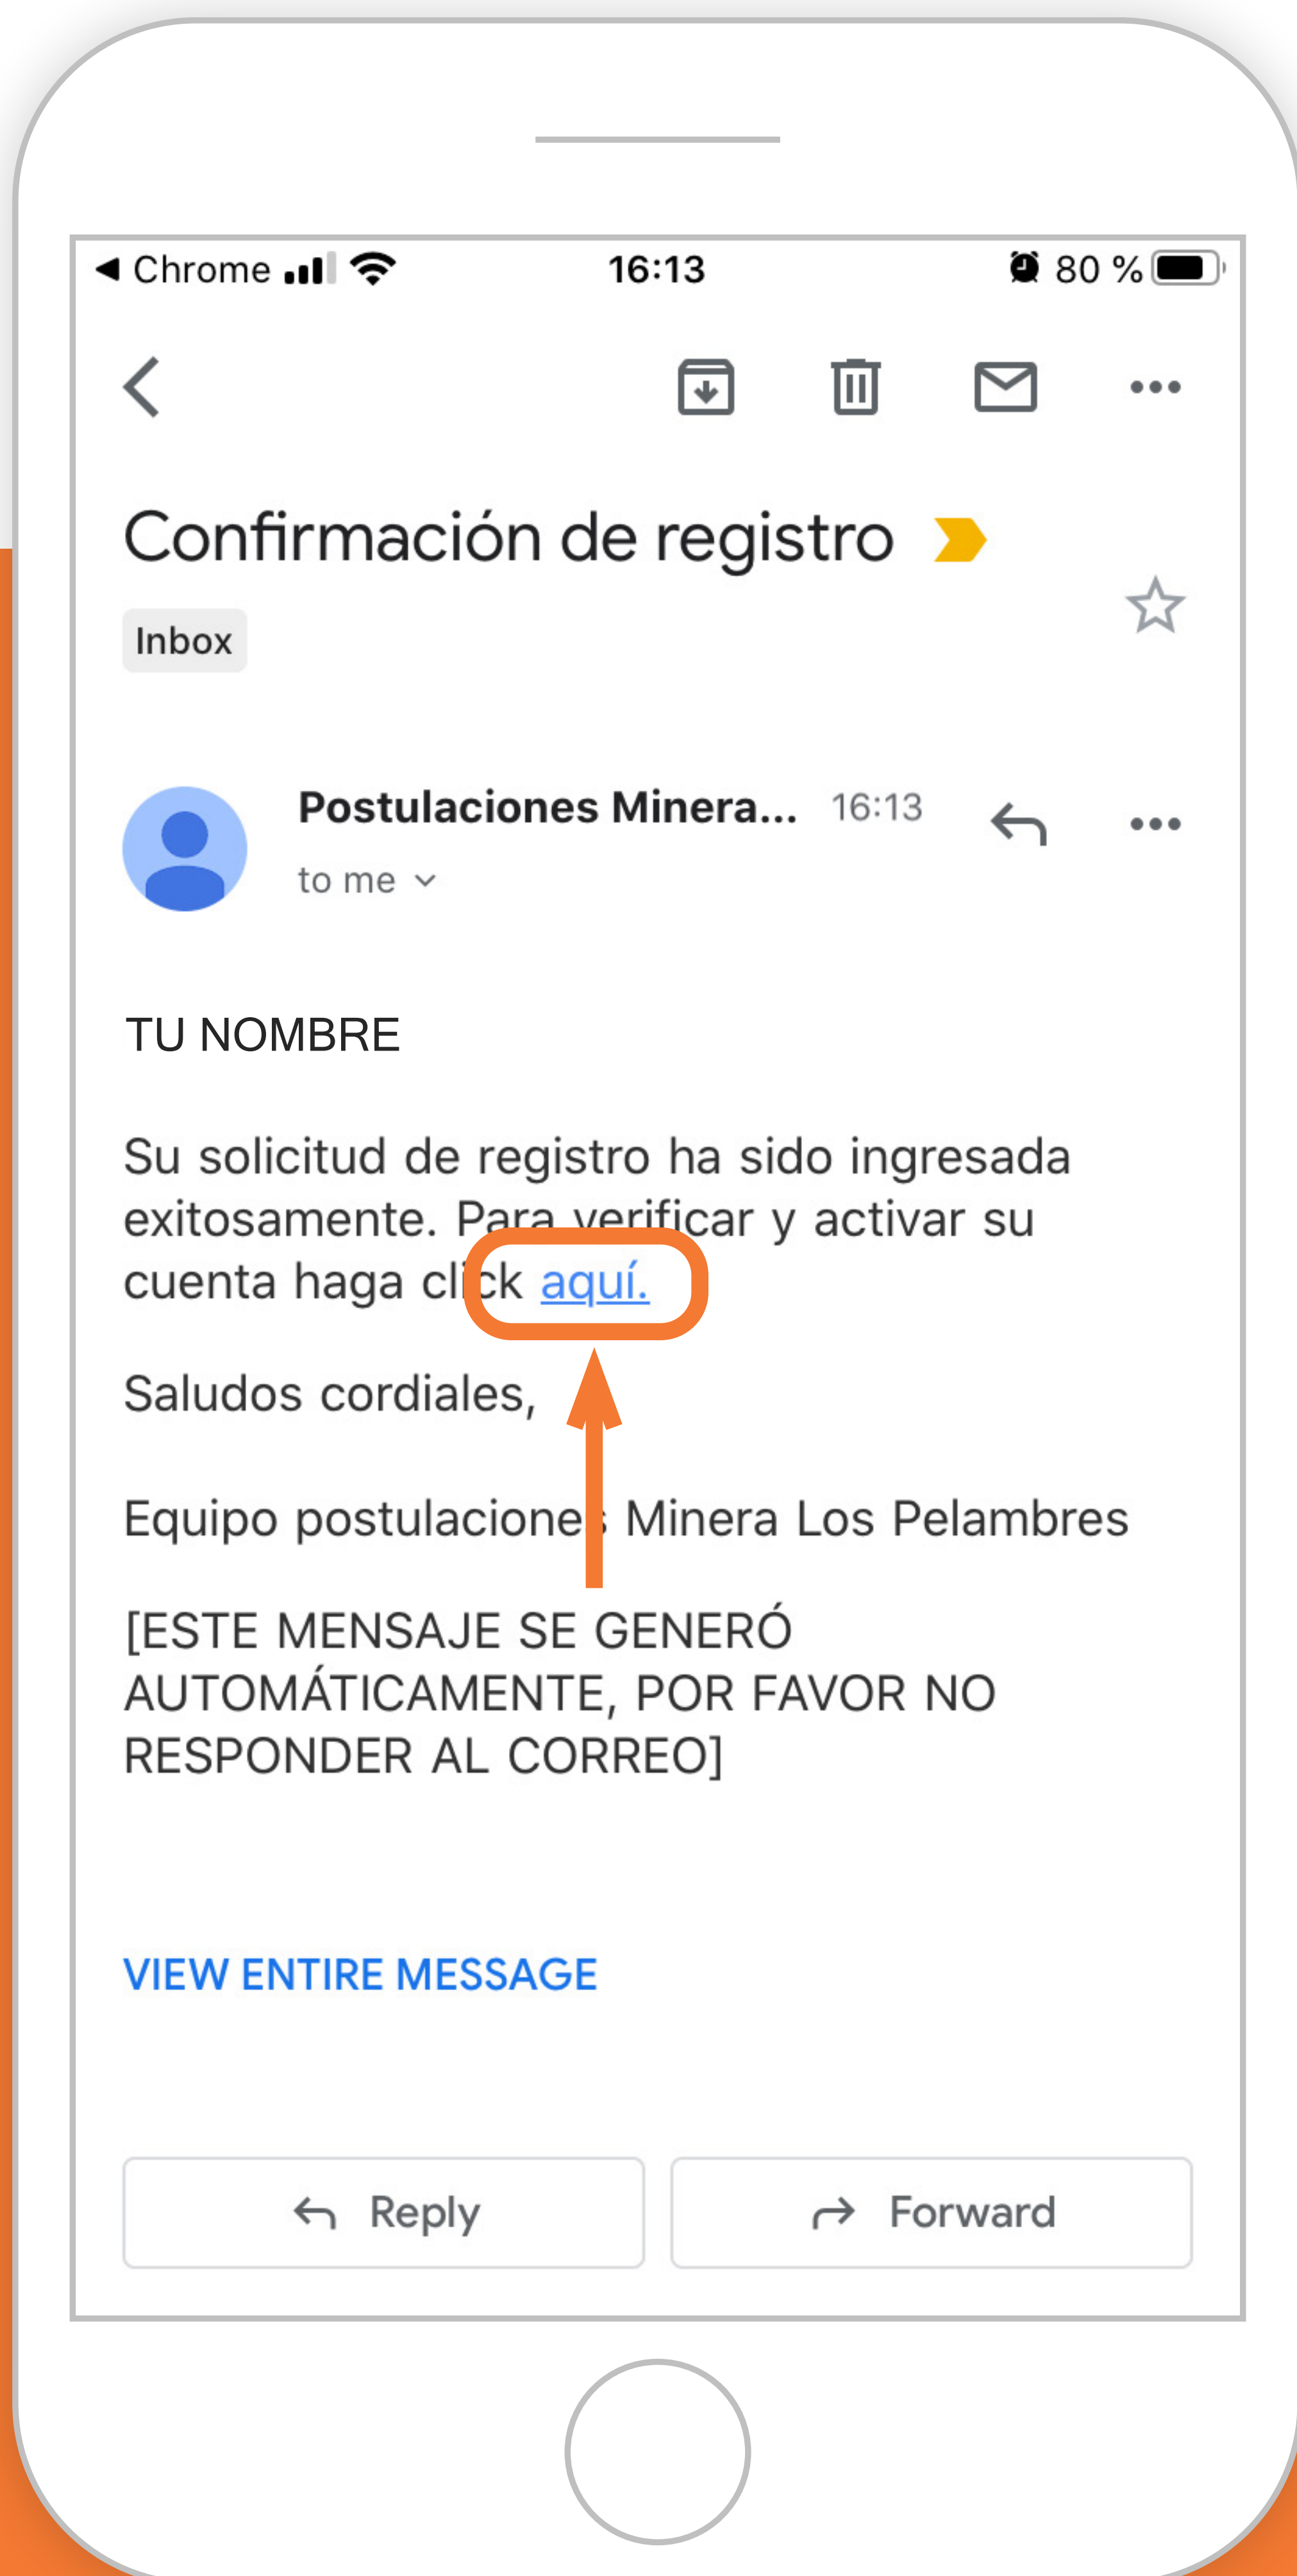 Chrome 16:13 80 %
Confirmación de registro
Inbox
Postulaciones Minera... 16:13
to me
TU NOMBRE
Su solicitud de registro ha sido ingresada
exitosamente. Para verificar y activar su
cuenta haga click aquí.
Saludos cordiales,
Equipo postulaciones Minera Los Pelambres
[ESTE MENSAJE SE GENERÓ
AUTOMÁTICAMENTE, POR FAVOR NO
RESPONDER AL CORREO]
VIEW ENTIRE MESSAGE
Reply Forward